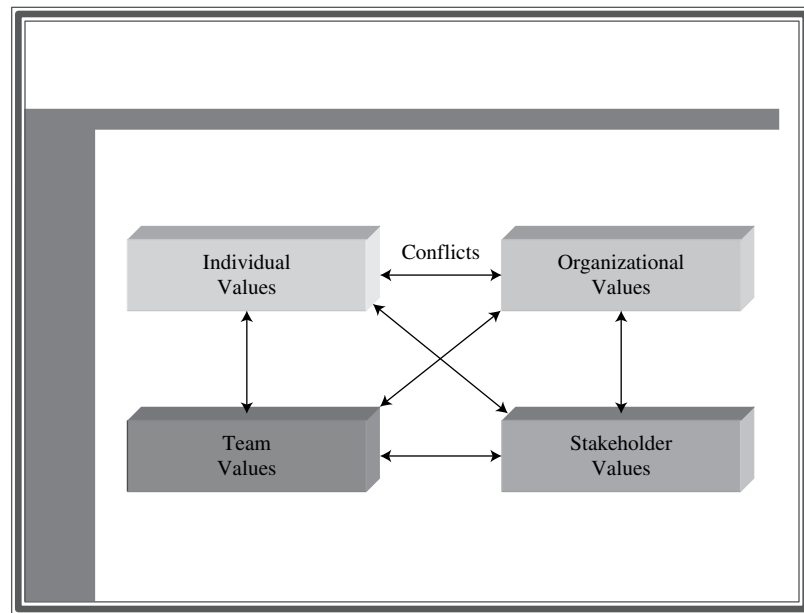 Individual
Values
Conflicts
Organizational
Values
Team
Values
Stakeholder
Values